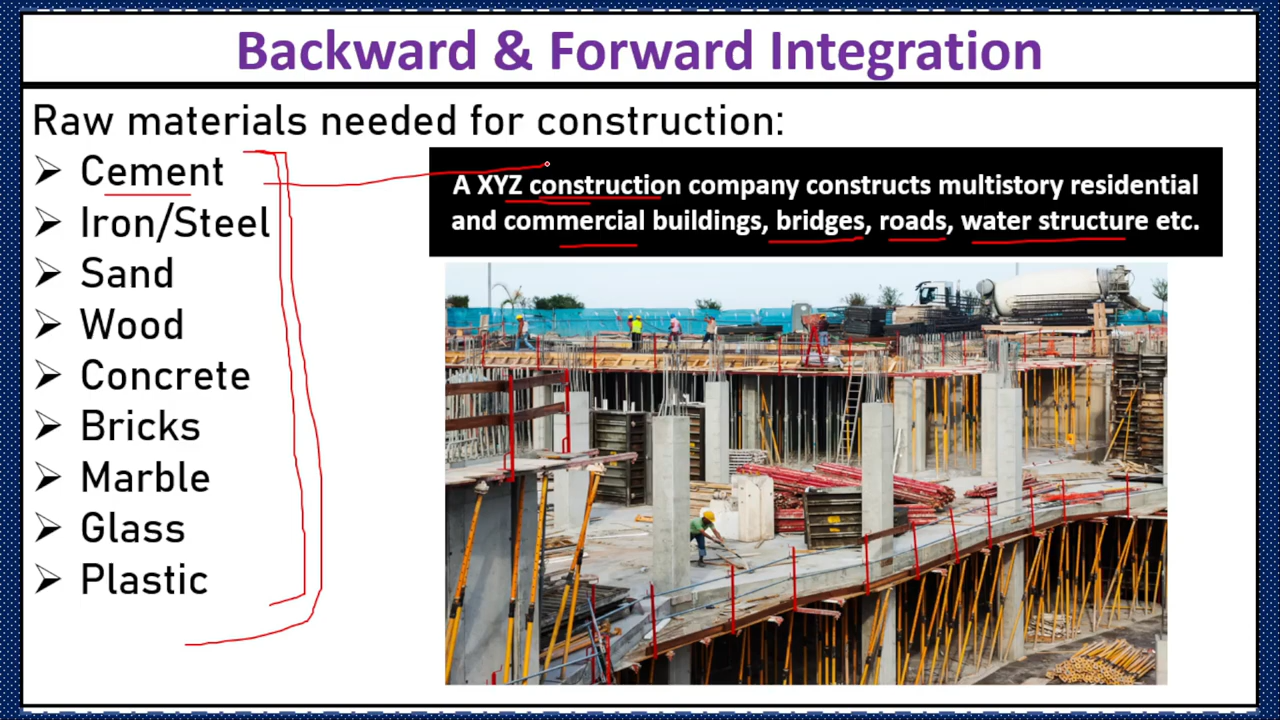 Backward & Forward Integration
Raw materials needed for construction:
➢ Cement
➢ Iron/Steel
➢ Sand
➢ Wood
➢ Concrete
➢ Bricks
➢ Marble
➢ Glass
➢ Plastic
A XYZ construction company constructs multistory residential
and commercial buildings, bridges, roads, water structure etc.